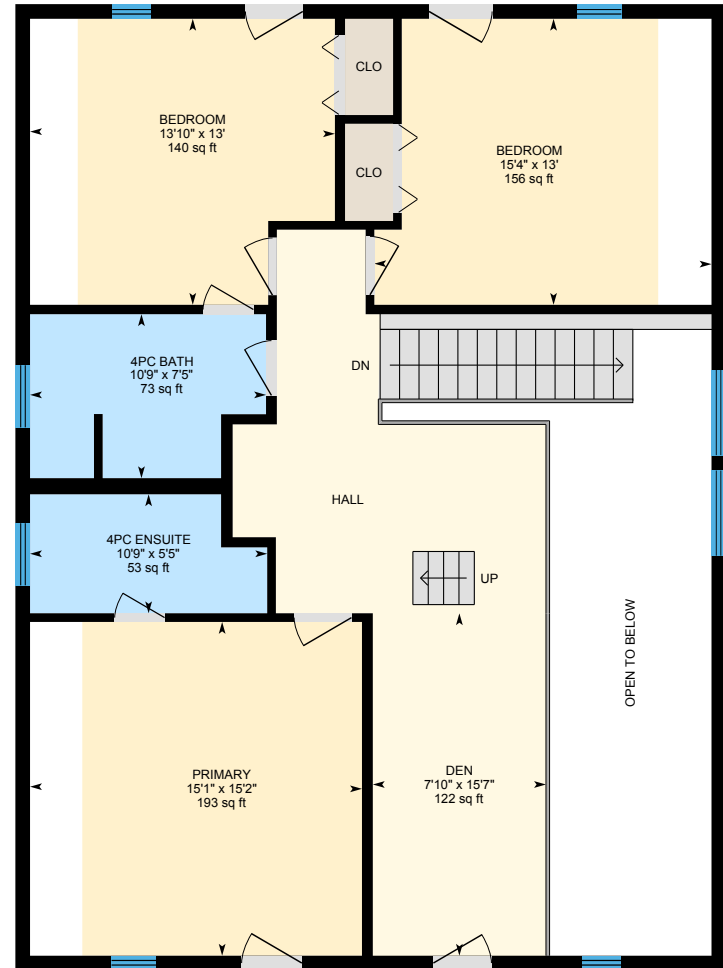 CLO
BEDROOM
13'10" x 13'
140 sq ft
BEDROOM
15'4" x 13'
156 sq ft
CLO
4PC BATH
10'9" x 7'5"
73 sq ft
DN
HALL
4PC ENSUITE
10'9" x 5'5"
53 sq ft
UP
OPEN TO BELOW
PRIMARY
15'1" x 15'2"
193 sq ft
DEN
7'10" x 15'7"
122 sq ft